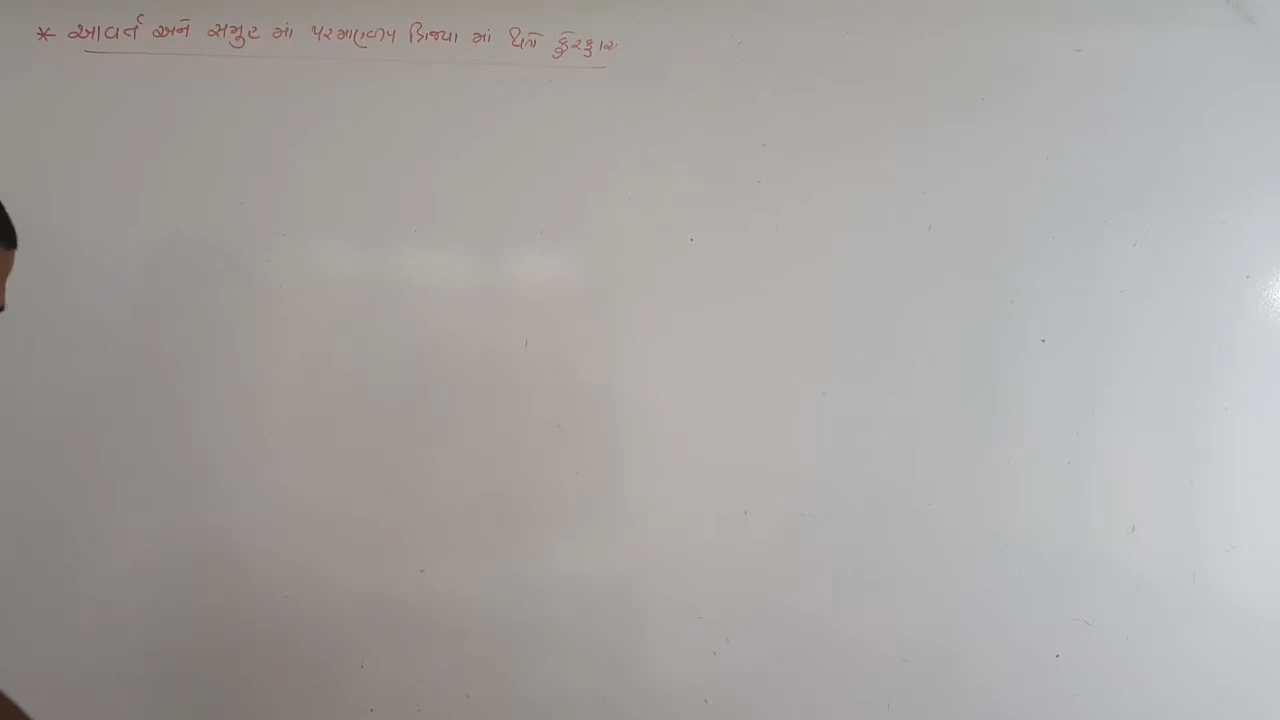 * આવર્ત અને સમુહ માં પરમાણ્વીય ત્રિજ્યા માં થતો ફેરફાર